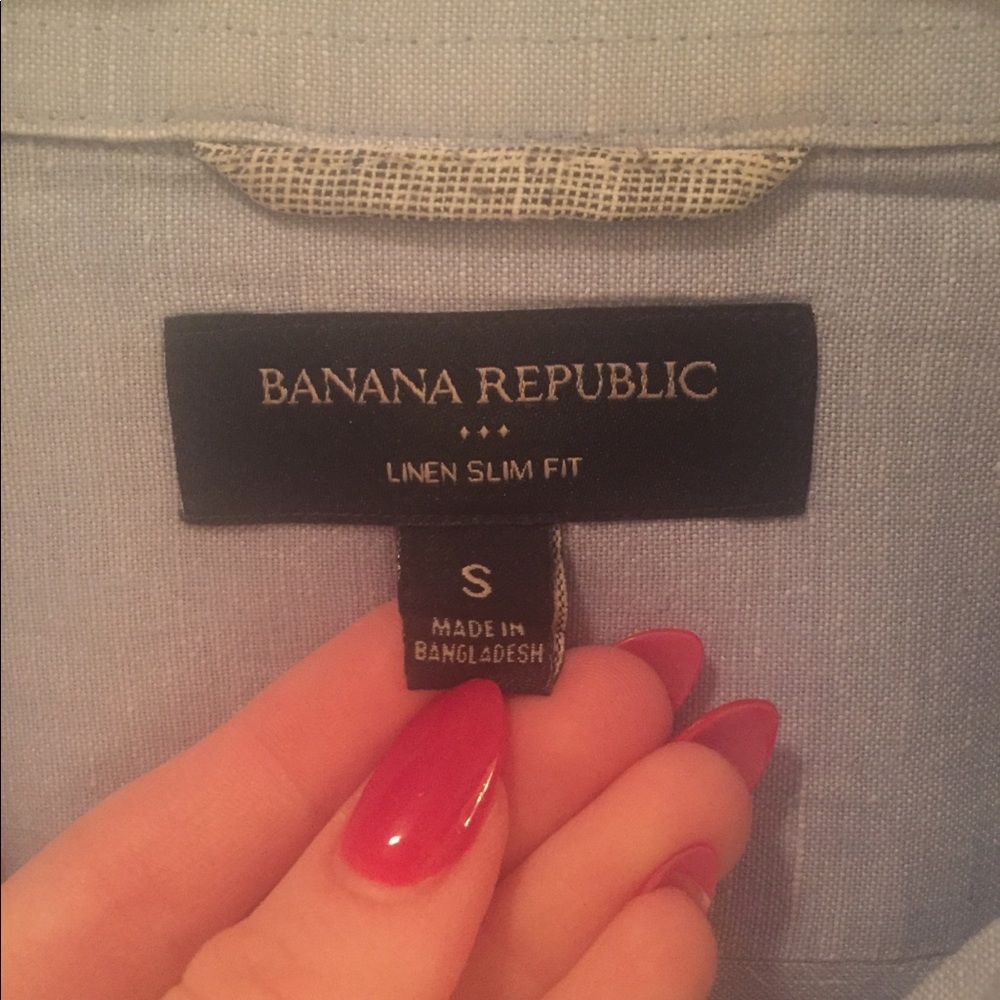 BANANA REPUBLIC
LINEN SLIM FIT
S
MADE IN
BANGLADESH